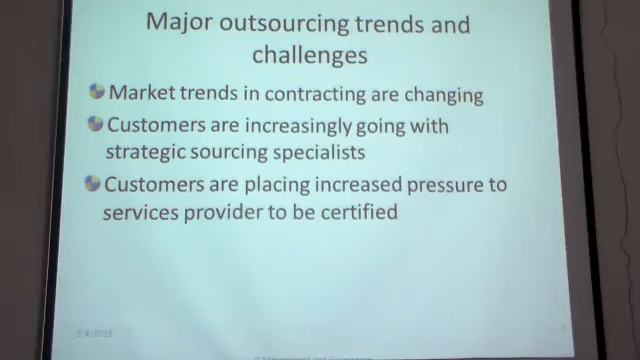 Major outsourcing trends and
challenges
Market trends in contracting are changing
Customers are increasingly going with
strategic sourcing specialists
Customers are placing increased pressure to
services provider to be certified